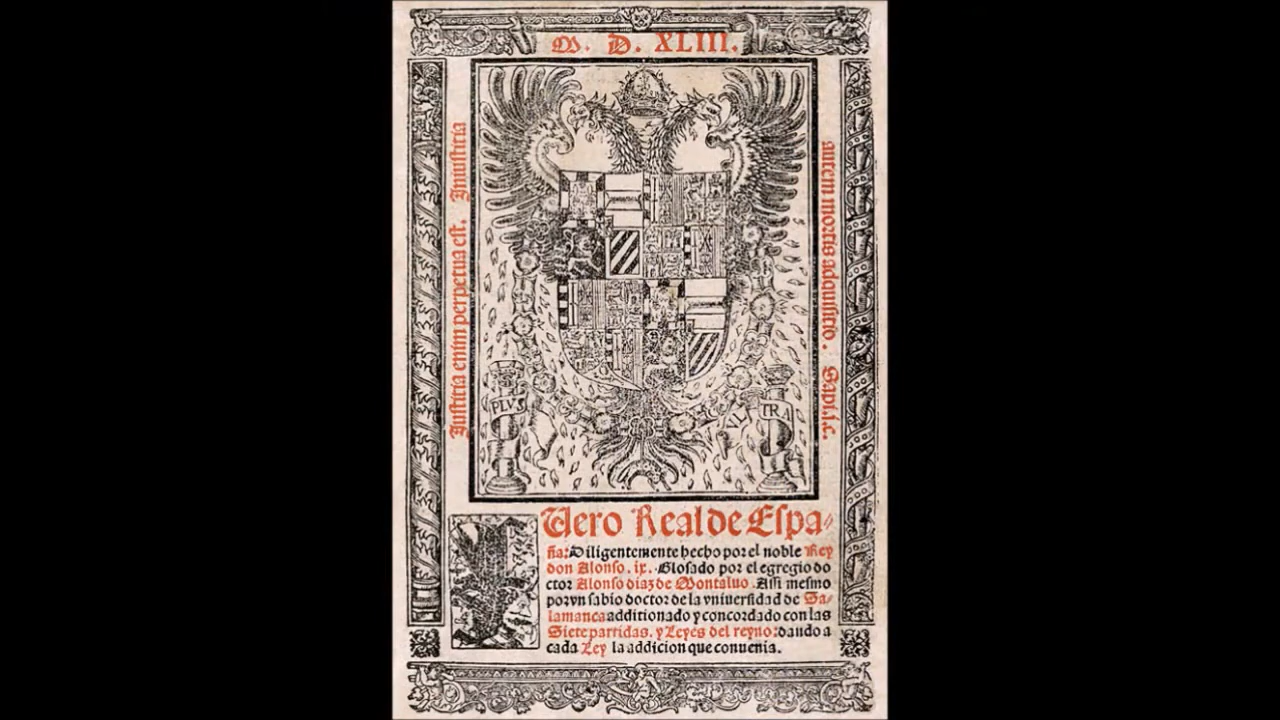 M. D. XLIII.
Iustitia enim perpetua est. Iniustitia
autem mortis adquisitio. Sapi.i.c.
PLVS
VLTRA
Uero Real de Espa-
ña: Diligentemente hecho por el noble Rey
don Alonso. ix. Glosado por el egregio do
ctor Alonso diaz de Montaluo. Assi mesmo
por vn sabio doctor de la vniuersidad de Sa-
lamanca additionado y concordado con las
Siete partidas. y Leyes del reyno: dando a
cada Ley la addicion que conuenia.